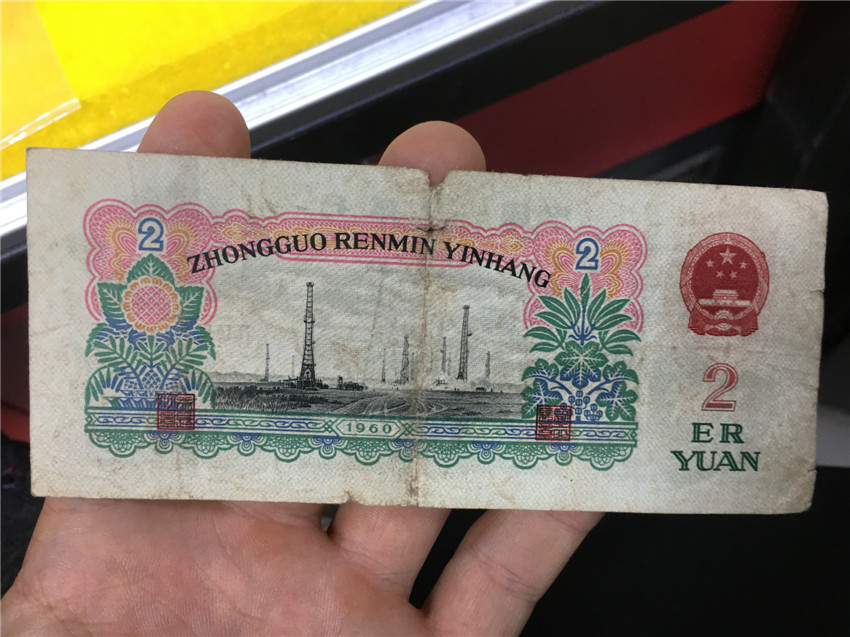 2 2
ZHONGGUO RENMIN YINHANG
1960
2
ER
YUAN